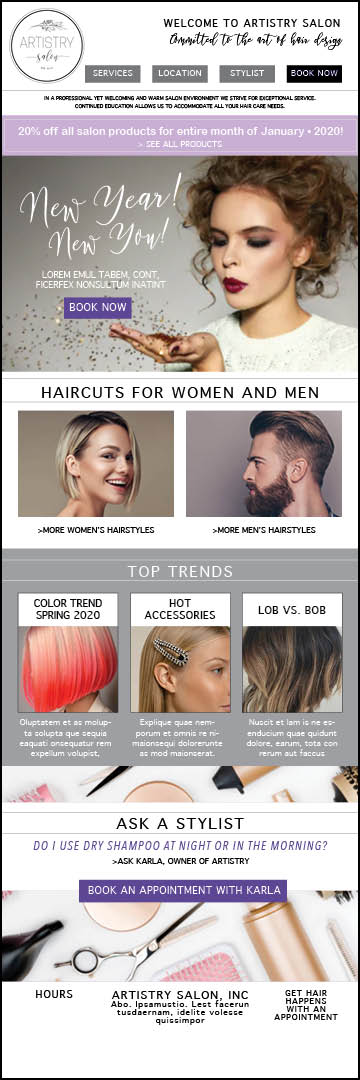 ARTISTRY
salon
WELCOME TO ARTISTRY SALON
Committed to the art of hair design
SERVICES
LOCATION
STYLIST
BOOK NOW
IN A PROFESSIONAL YET WELCOMING AND WARM SALON ENVIRONMENT WE STRIVE FOR EXCEPTIONAL SERVICE.
CONTINUED EDUCATION ALLOWS US TO ACCOMMODATE ALL YOUR HAIR CARE NEEDS.
20% off all salon products for entire month of January • 2020!
> SEE ALL PRODUCTS
New Year!
New You!
LOREM EMUL TABEM, CONT,
FICERFEX NONSULTUM INATINT
BOOK NOW
HAIRCUTS FOR WOMEN AND MEN
>MORE WOMEN'S HAIRSTYLES
>MORE MEN'S HAIRSTYLES
TOP TRENDS
COLOR TREND
SPRING 2020
HOT
ACCESSORIES
LOB VS. BOB
Oluptatem et as molup-
ta solupta que sequia
eaquati onsequatur rem
expellum volupist,
Explique quae nem-
porum et omnis re ni-
maionsequi dolorerunte
as mod maionserat.
Nuscit et lam is ne es-
enducium quae quidunt
dolore, earum, tota con
rerum aut faccus
ASK A STYLIST
DO I USE DRY SHAMPOO AT NIGHT OR IN THE MORNING?
>ASK KARLA, OWNER OF ARTISTRY
BOOK AN APPOINTMENT WITH KARLA
HOURS
ARTISTRY SALON, INC
Abo. Ipsamustio. Lest facerun
tusdaernam, idelite volesse
quissimpor
GET HAIR
HAPPENS
WITH AN
APPOINTMENT